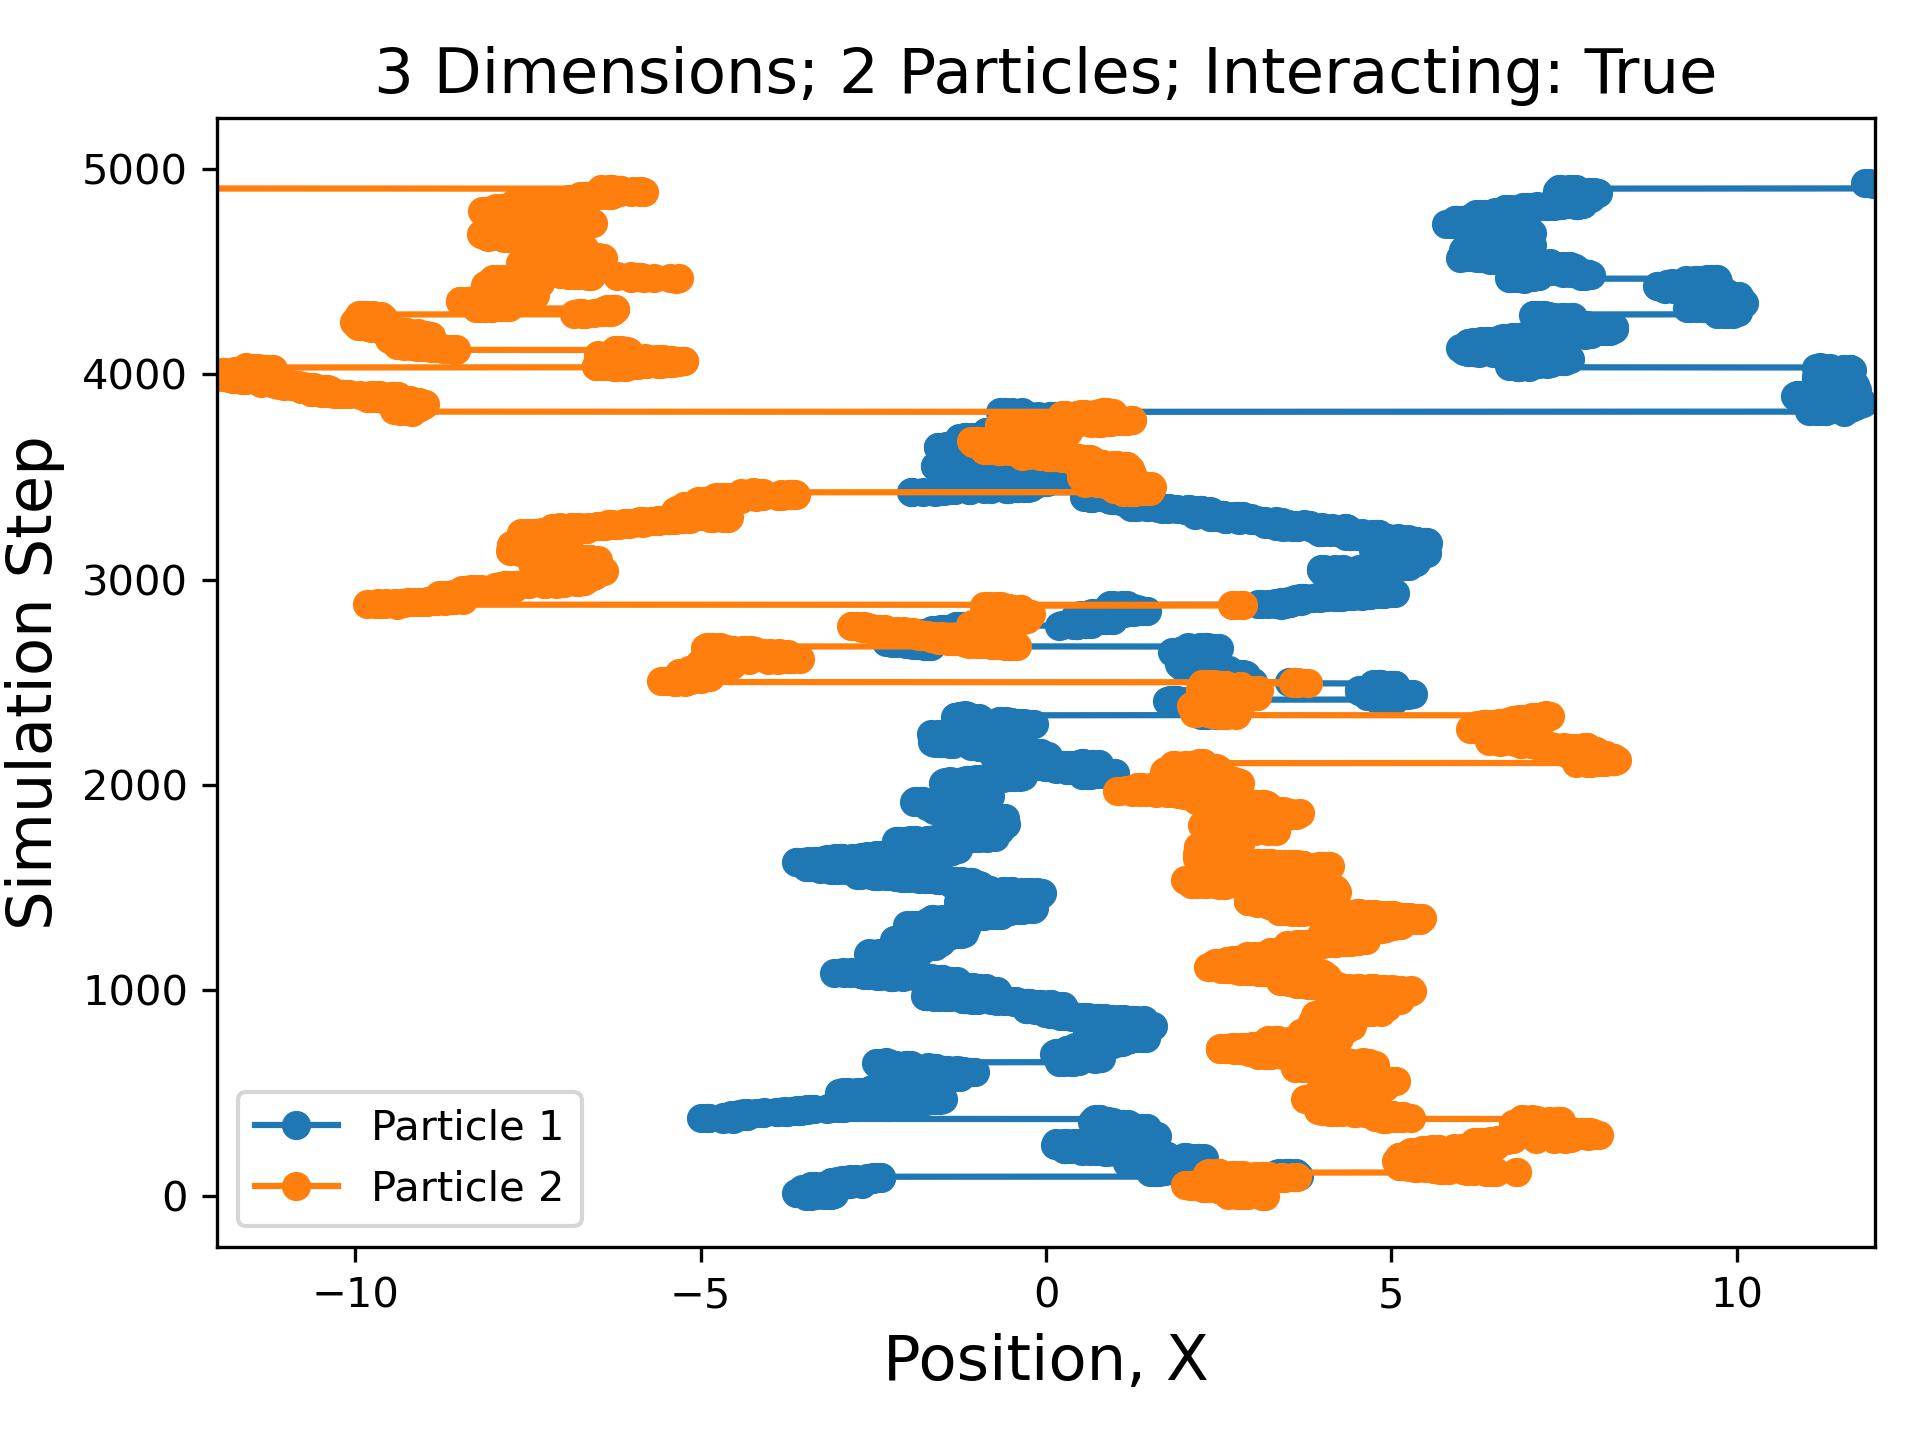 3 Dimensions; 2 Particles; Interacting: True
Simulation Step
5000
4000
3000
2000
1000
0
Particle 1
Particle 2
−10
−5
0
5
10
Position, X